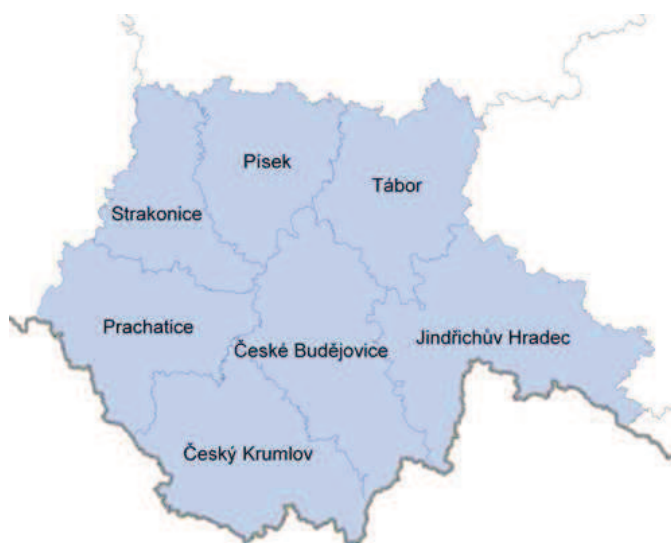 Písek
Tábor
Strakonice
Prachatice
České Budějovice
Jindřichův Hradec
Český Krumlov